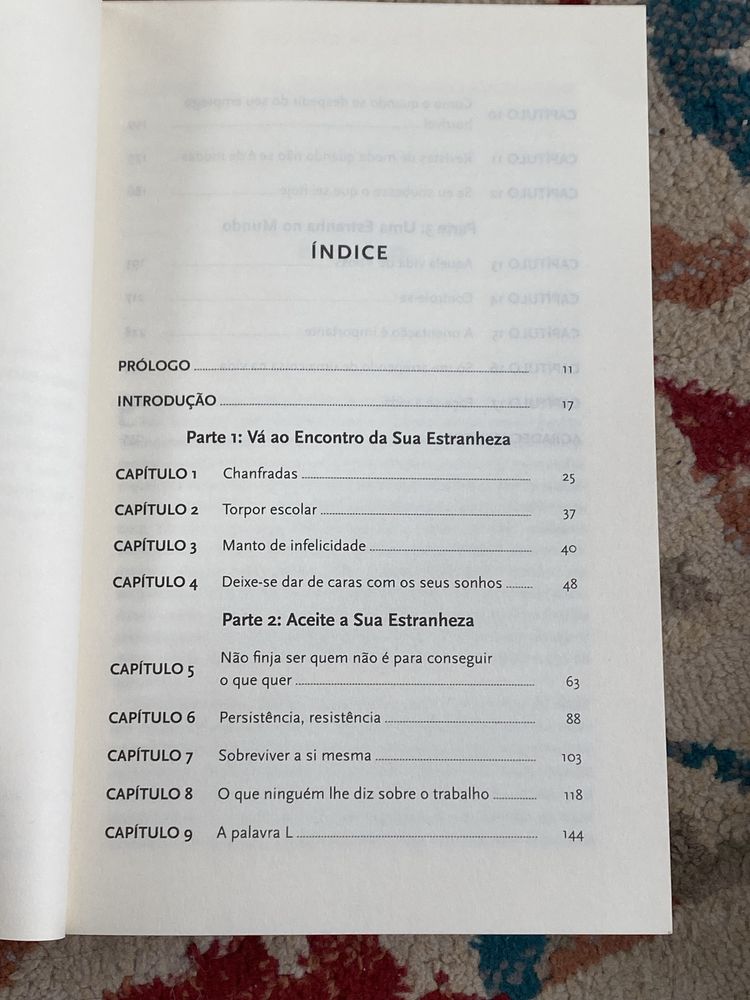 ÍNDICE
PRÓLOGO 11
INTRODUÇÃO 17
Parte 1: Vá ao Encontro da Sua Estranheza
CAPÍTULO 1 Chanfradas 25
CAPÍTULO 2 Torpor escolar 37
CAPÍTULO 3 Manto de infelicidade 40
CAPÍTULO 4 Deixe-se dar de caras com os seus sonhos 48
Parte 2: Aceite a Sua Estranheza
CAPÍTULO 5 Não finja ser quem não é para conseguir
o que quer 63
CAPÍTULO 6 Persistência, resistência 88
CAPÍTULO 7 Sobreviver a si mesma 103
CAPÍTULO 8 O que ninguém lhe diz sobre o trabalho 118
CAPÍTULO 9 A palavra L 144